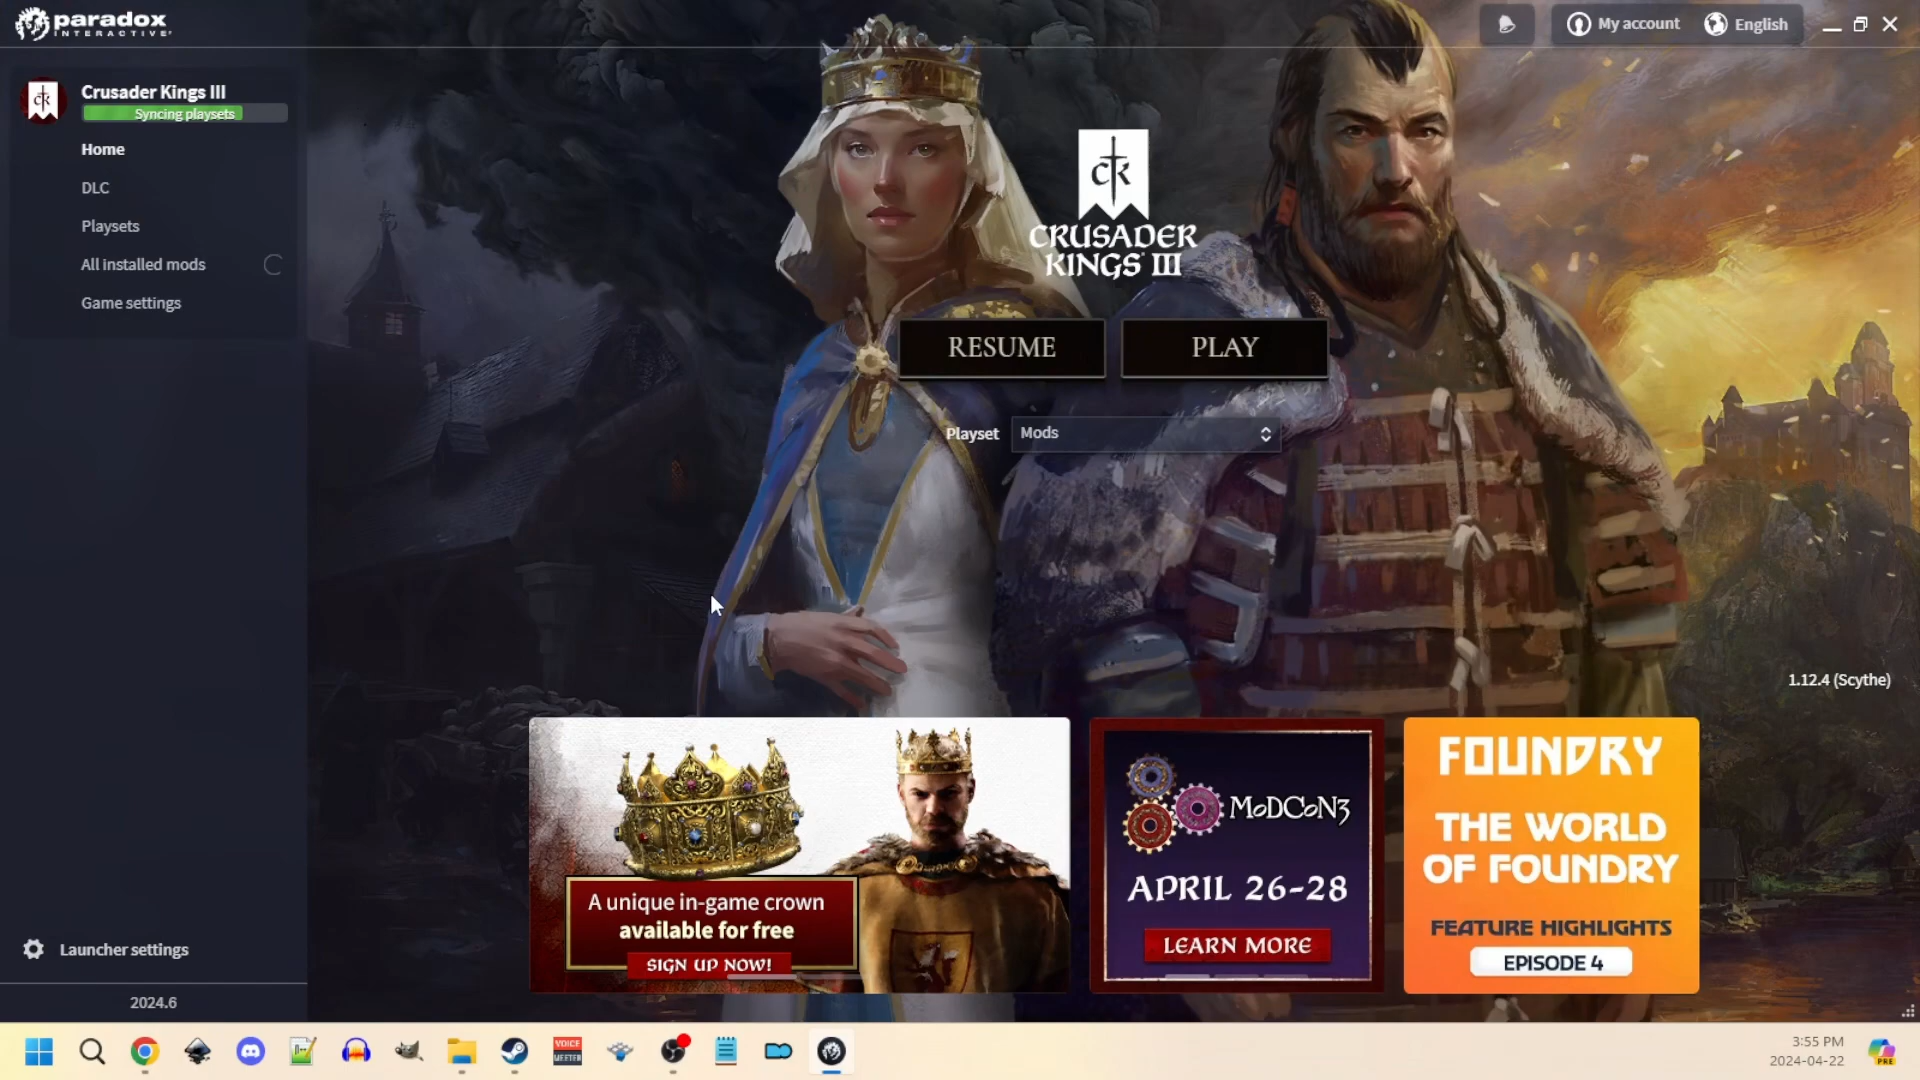 paradox
INTERACTIVE
My account
English
Crusader Kings III
Syncing playsets
Home
DLC
Playsets
All installed mods
Game settings
CK
CRUSADER
KINGS III
RESUME
PLAY
Playset
Mods
1.12.4 (Scythe)
A unique in-game crown
available for free
SIGN UP NOW!
MODCON3
APRIL 26-28
LEARN MORE
FOUNDRY
THE WORLD
OF FOUNDRY
FEATURE HIGHLIGHTS
EPISODE 4
Launcher settings
2024.6
VOICE
MEETER
3:55 PM
2024-04-22
PRE